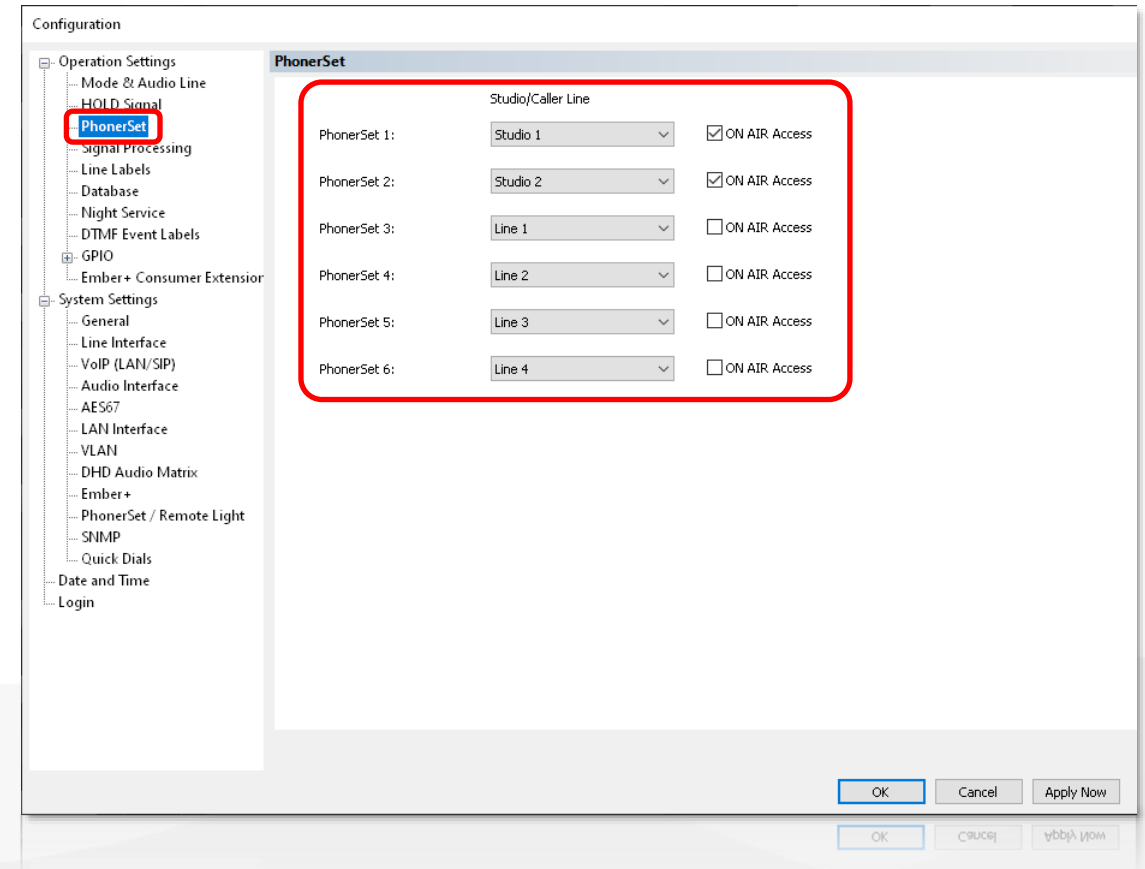 Configuration
Operation Settings
Mode & Audio Line
HOLD Signal
PhonerSet
Signal Processing
Line Labels
Database
Night Service
DTMF Event Labels
GPIO
Ember+ Consumer Extension
System Settings
General
Line Interface
VoIP (LAN/SIP)
Audio Interface
AES67
LAN Interface
VLAN
DHD Audio Matrix
Ember+
PhonerSet / Remote Light
SNMP
Quick Dials
Date and Time
Login
PhonerSet
Studio/Caller Line
PhonerSet 1: Studio 1 ON AIR Access
PhonerSet 2: Studio 2 ON AIR Access
PhonerSet 3: Line 1 ON AIR Access
PhonerSet 4: Line 2 ON AIR Access
PhonerSet 5: Line 3 ON AIR Access
PhonerSet 6: Line 4 ON AIR Access
OK Cancel Apply Now
OK Cancel Apply Now